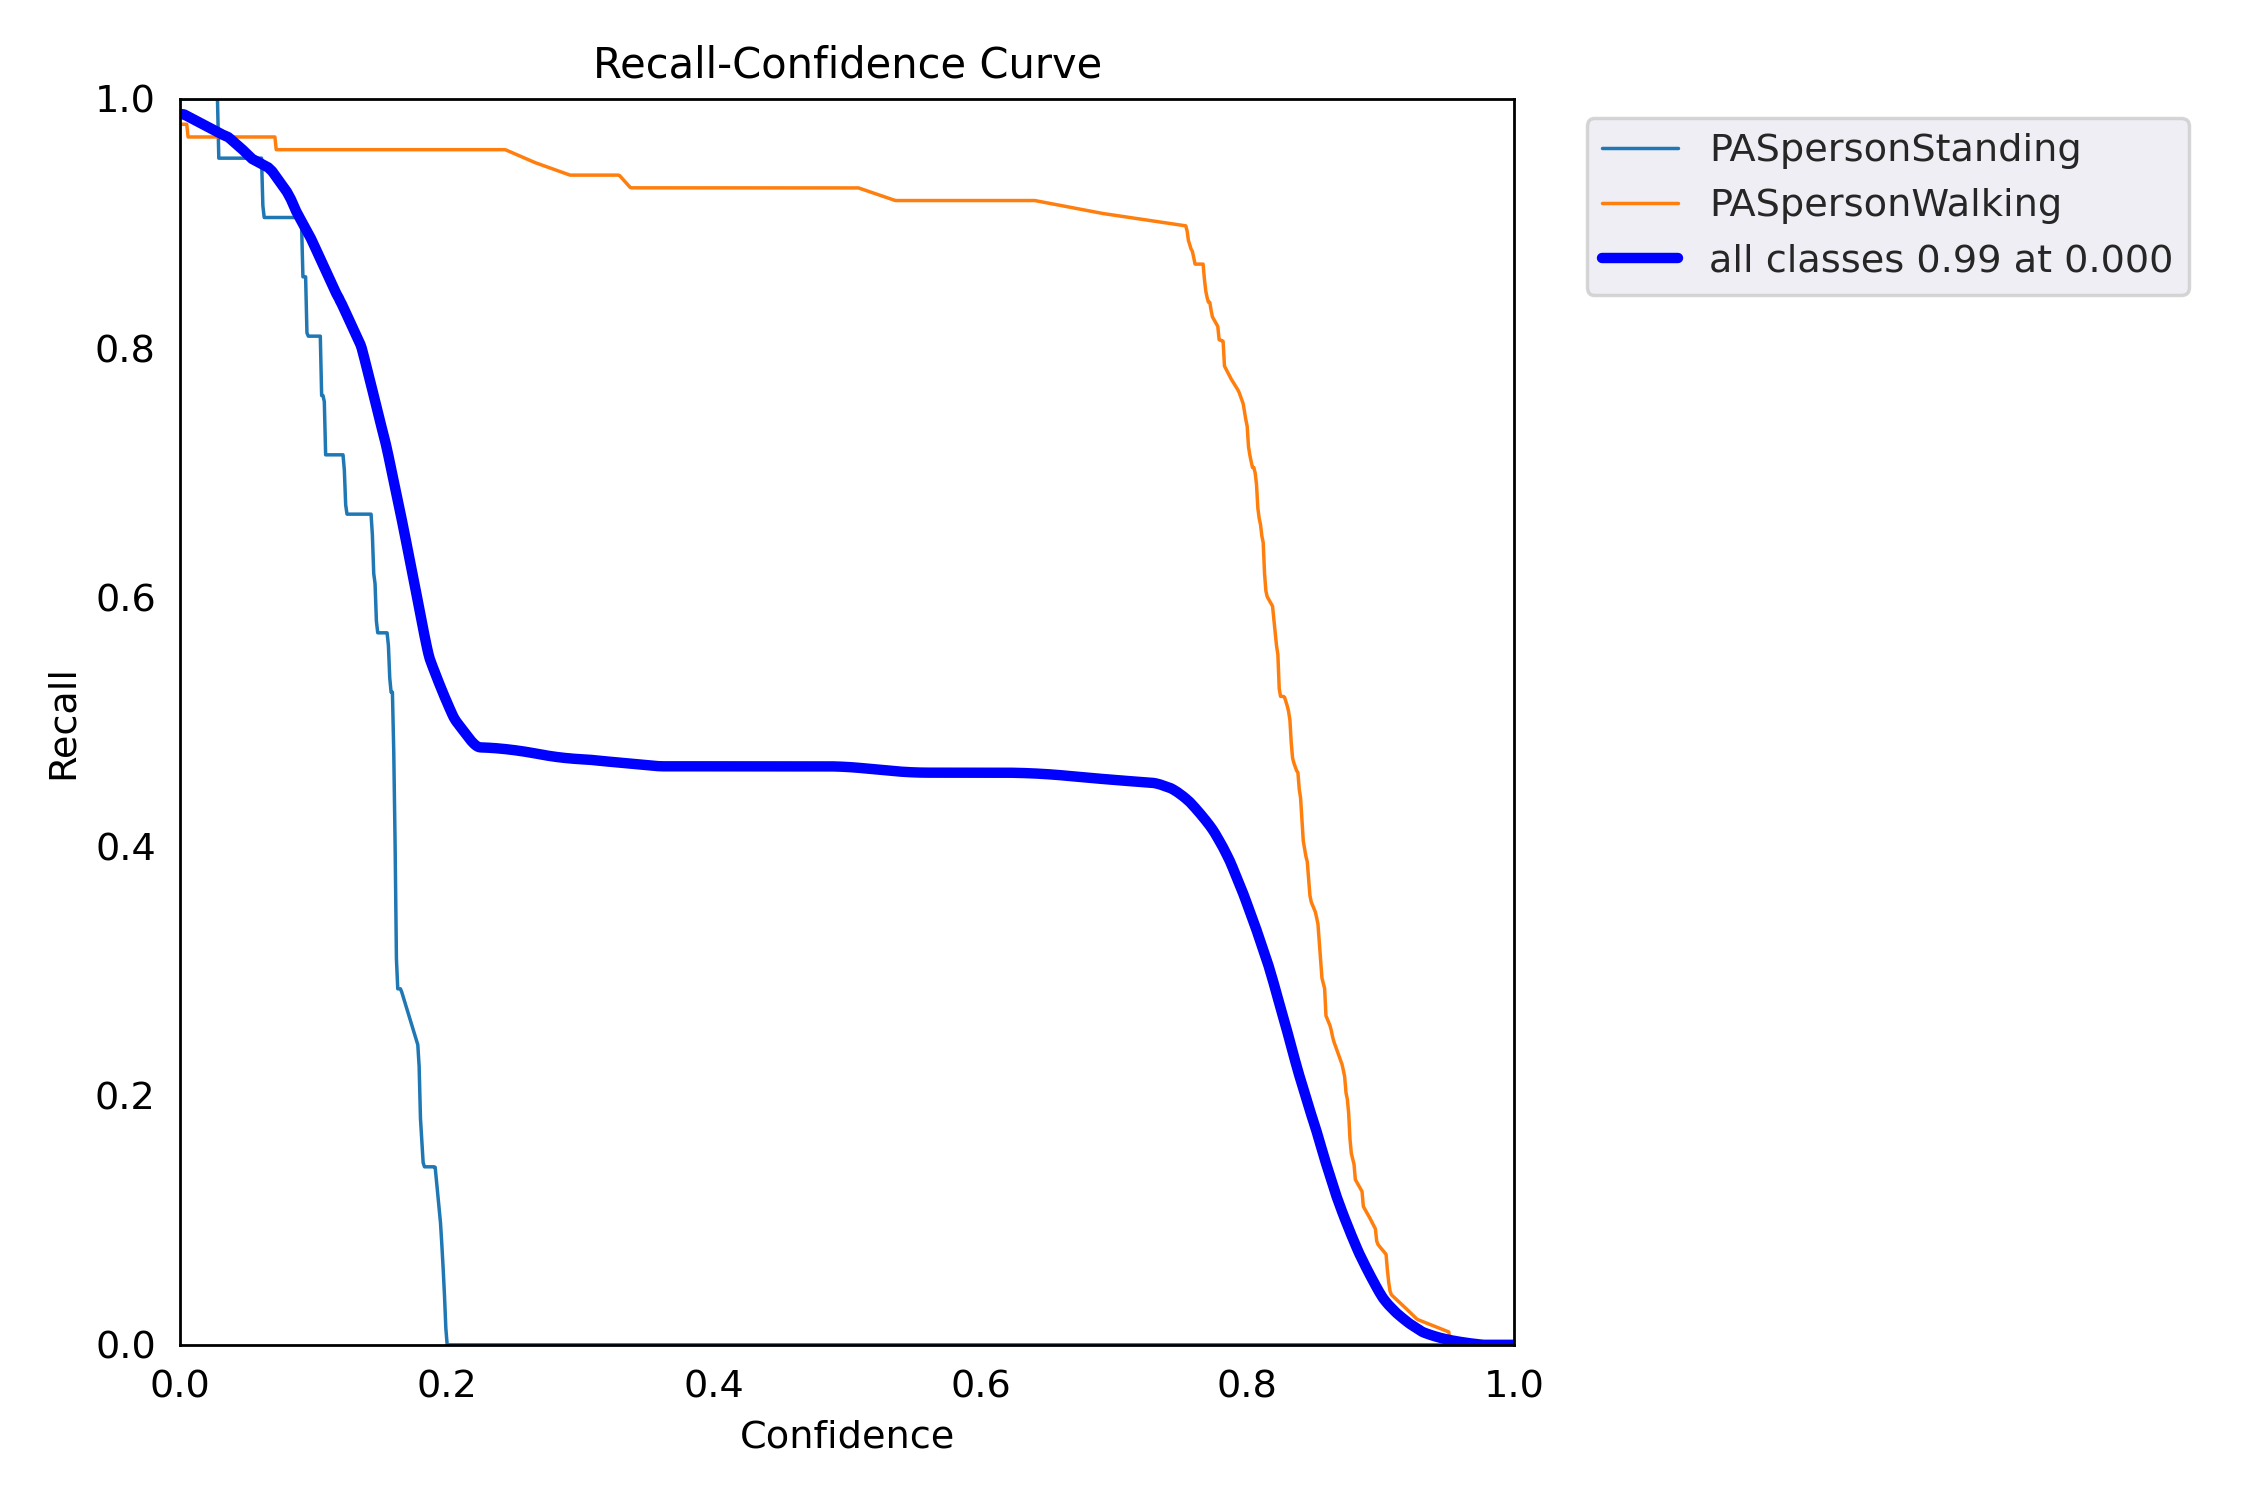 Recall-Confidence Curve
1.0
0.8
0.6
0.4
0.2
0.0
Recall
0.0 0.2 0.4 0.6 0.8 1.0
Confidence
PASpersonStanding
PASpersonWalking
all classes 0.99 at 0.000